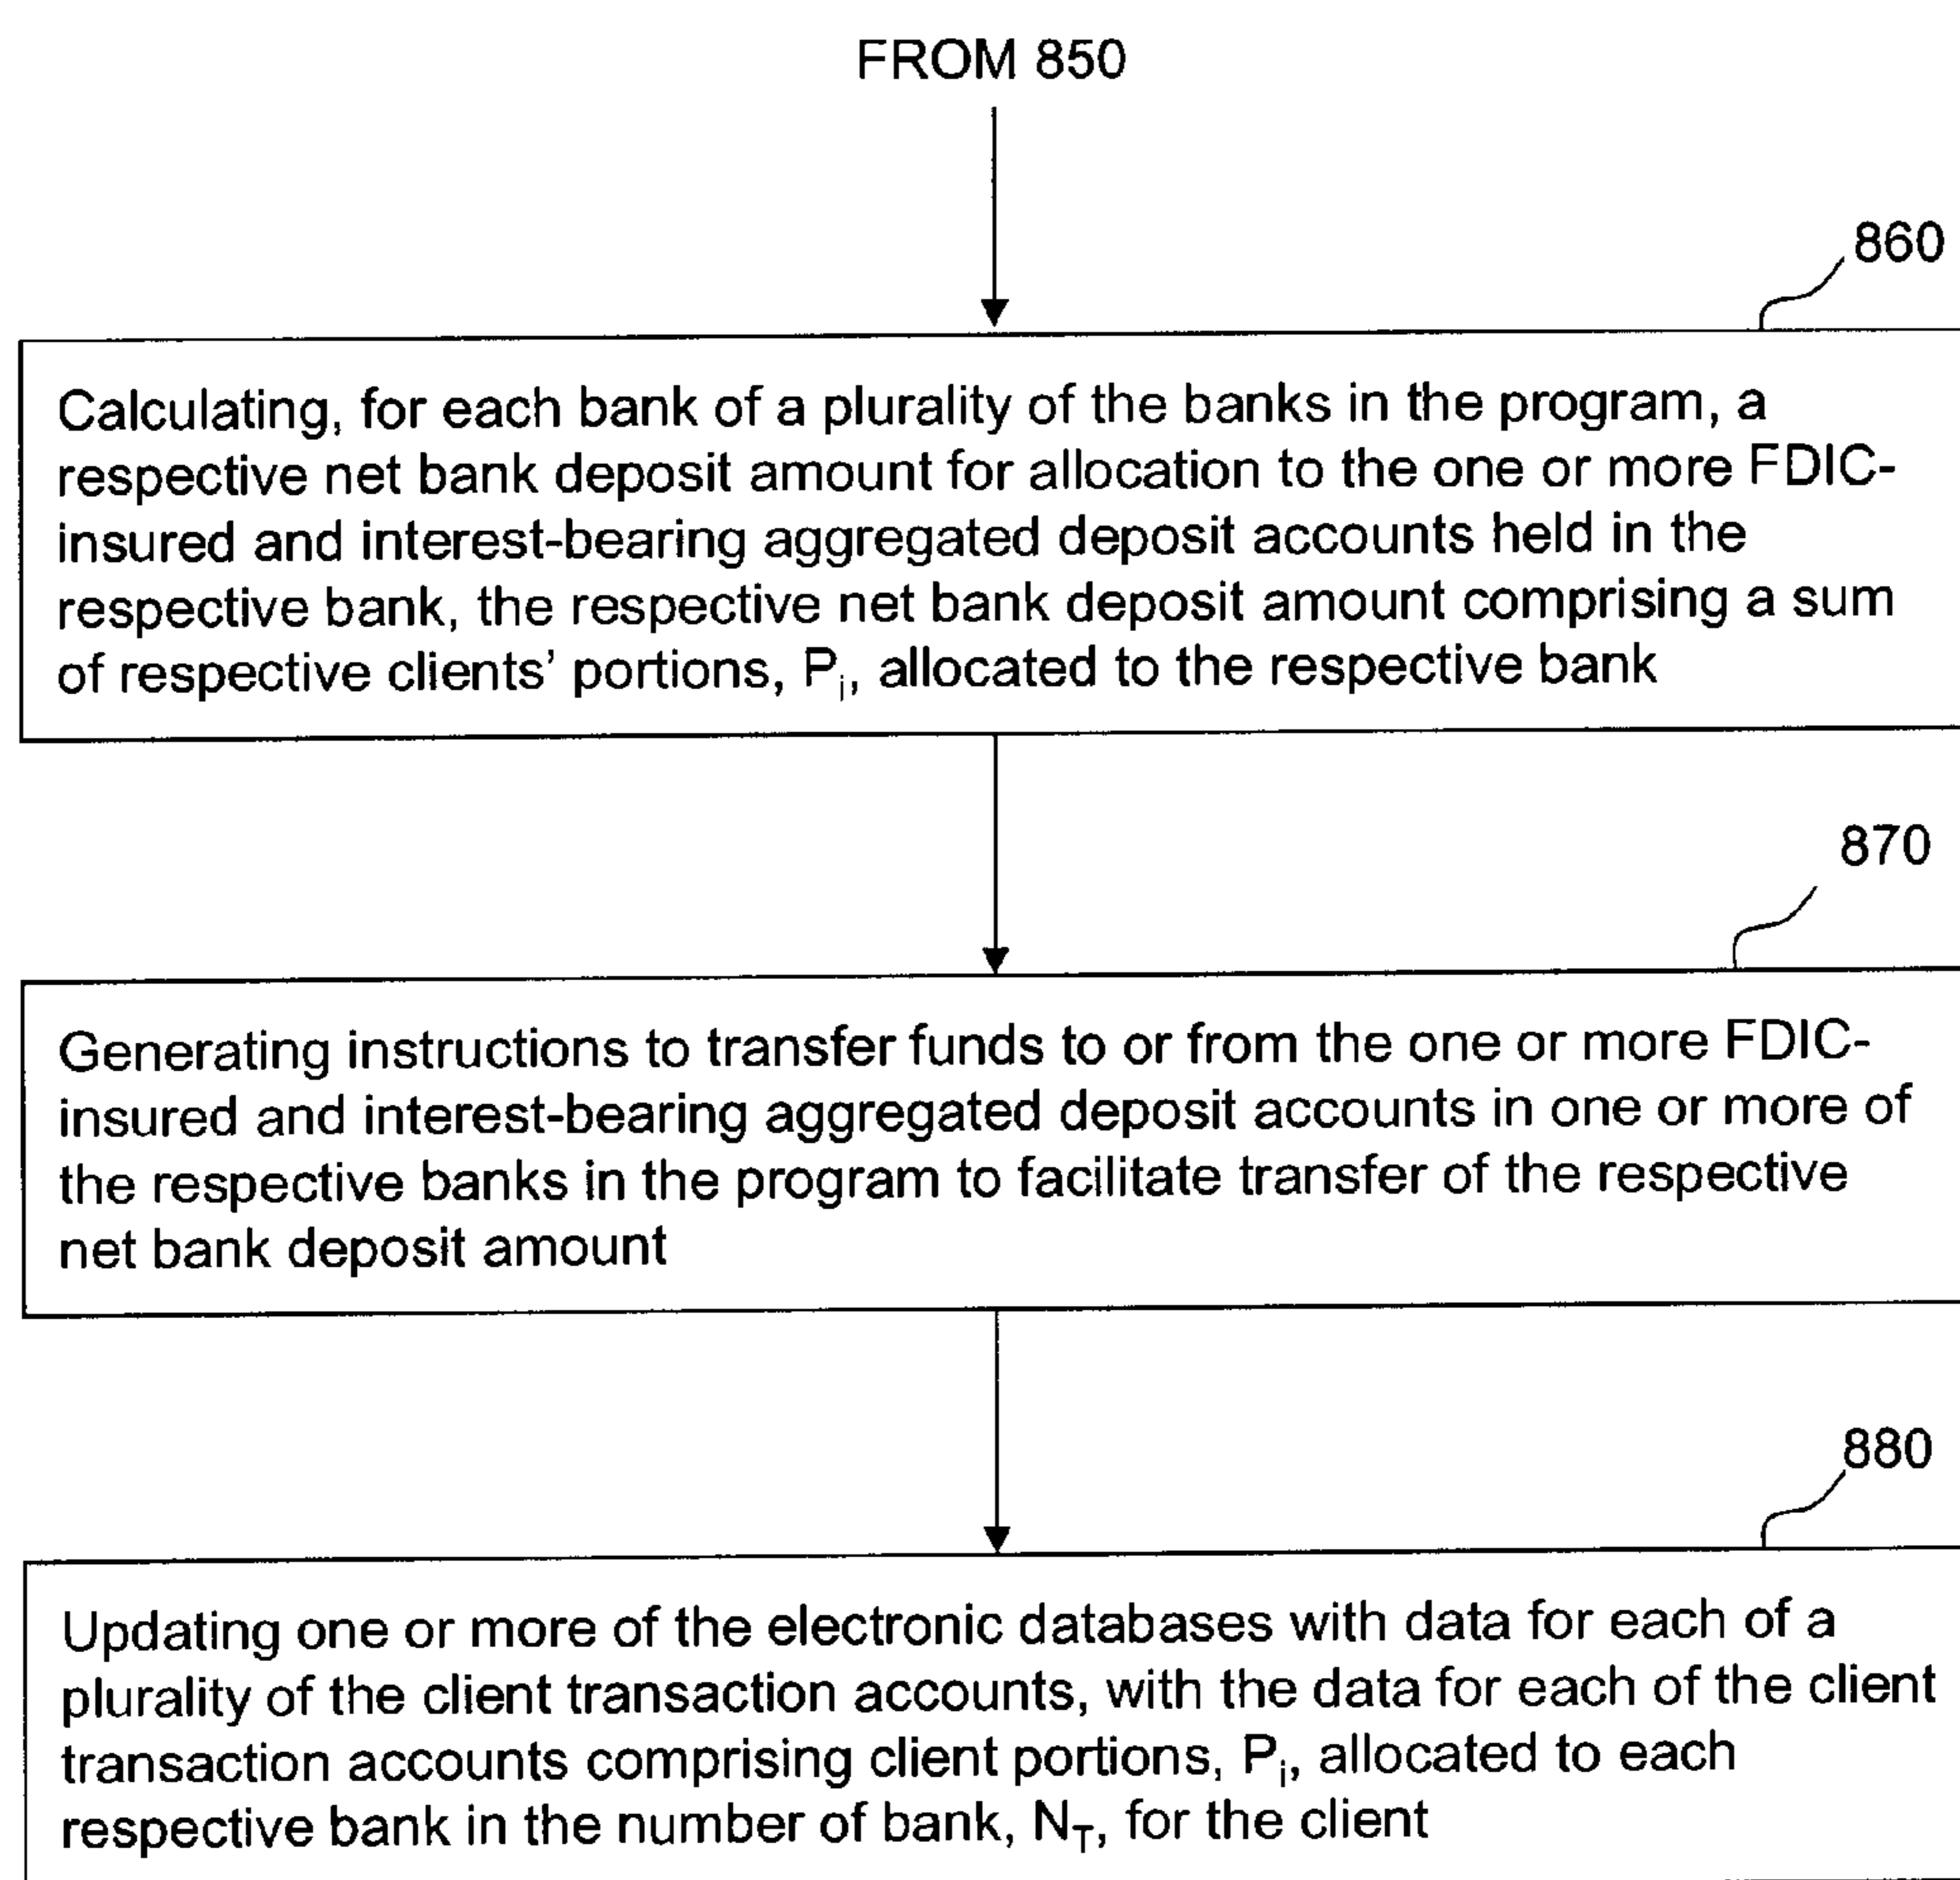 FROM 850
860
Calculating, for each bank of a plurality of the banks in the program, a
respective net bank deposit amount for allocation to the one or more FDIC-
insured and interest-bearing aggregated deposit accounts held in the
respective bank, the respective net bank deposit amount comprising a sum
of respective clients' portions, Pᵢ, allocated to the respective bank
870
Generating instructions to transfer funds to or from the one or more FDIC-
insured and interest-bearing aggregated deposit accounts in one or more of
the respective banks in the program to facilitate transfer of the respective
net bank deposit amount
880
Updating one or more of the electronic databases with data for each of a
plurality of the client transaction accounts, with the data for each of the client
transaction accounts comprising client portions, Pᵢ, allocated to each
respective bank in the number of bank, N_T, for the client